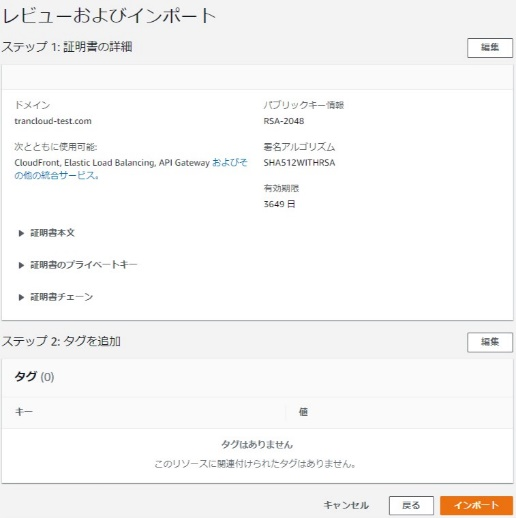 レビューおよびインポート
ステップ 1: 証明書の詳細
編集
ドメイン
trancloud-test.com
パブリックキー情報
RSA-2048
次とともに使用可能:
CloudFront, Elastic Load Balancing, API Gateway およびそ
の他の統合サービス。
署名アルゴリズム
SHA512WITHRSA
有効期限
3649 日
▶ 証明書本文
▶ 証明書のプライベートキー
▶ 証明書チェーン
ステップ 2: タグを追加
編集
タグ (0)
キー
値
タグはありません
このリソースに関連付けられたタグはありません。
キャンセル
戻る
インポート